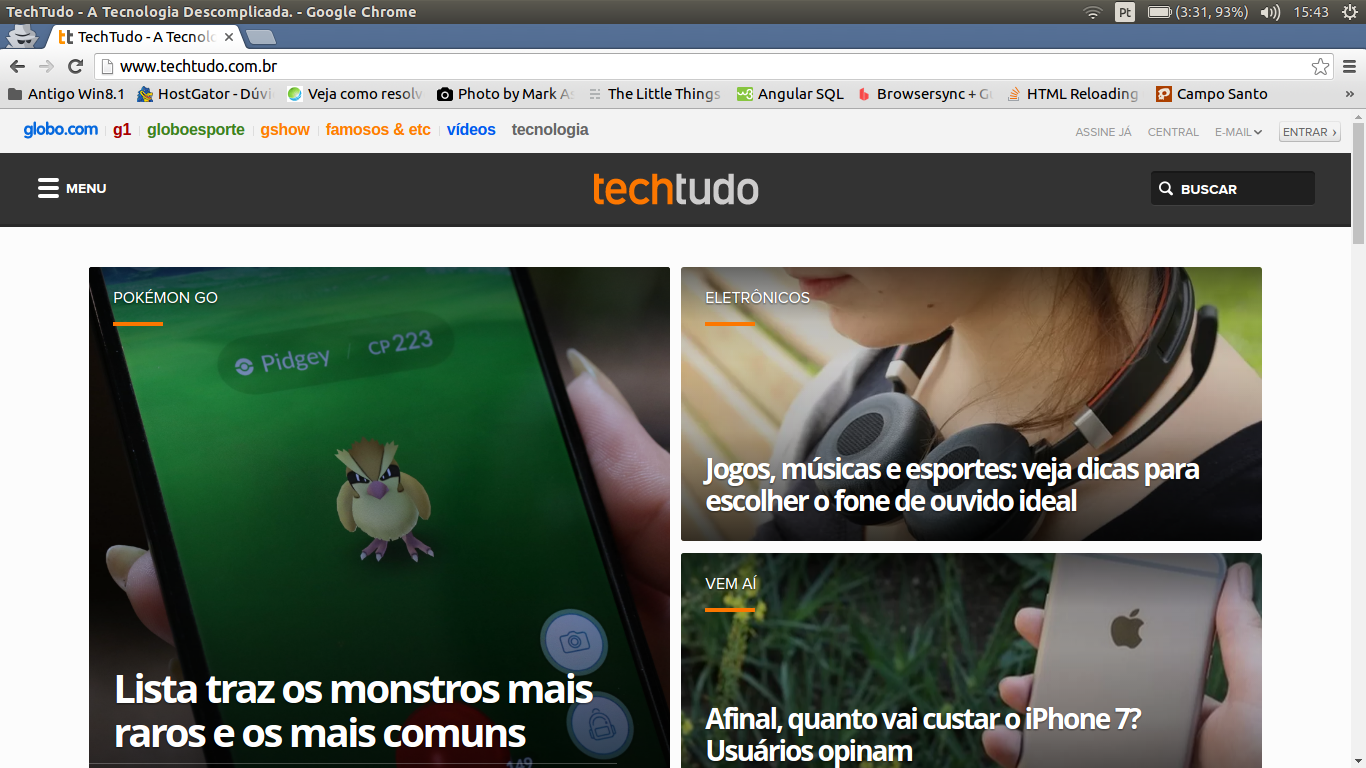 TechTudo - A Tecnologia Descomplicada. - Google Chrome
Pt (3:31, 93%) 15:43
tt TechTudo - A Tecnolo
www.techtudo.com.br
Antigo Win8.1 HostGator - Dúvi Veja como resolv Photo by Mark As The Little Things Angular SQL Browsersync + Gu HTML Reloading Campo Santo »
globo.com g1 globoesporte gshow famosos & etc vídeos tecnologia ASSINE JÁ CENTRAL E-MAIL ENTRAR ›
MENU techtudo BUSCAR
POKÉMON GO
Pidgey / CP 223
Lista traz os monstros mais
raros e os mais comuns
149
ELETRÔNICOS
Jogos, músicas e esportes: veja dicas para
escolher o fone de ouvido ideal
VEM AÍ
Afinal, quanto vai custar o iPhone 7?
Usuários opinam